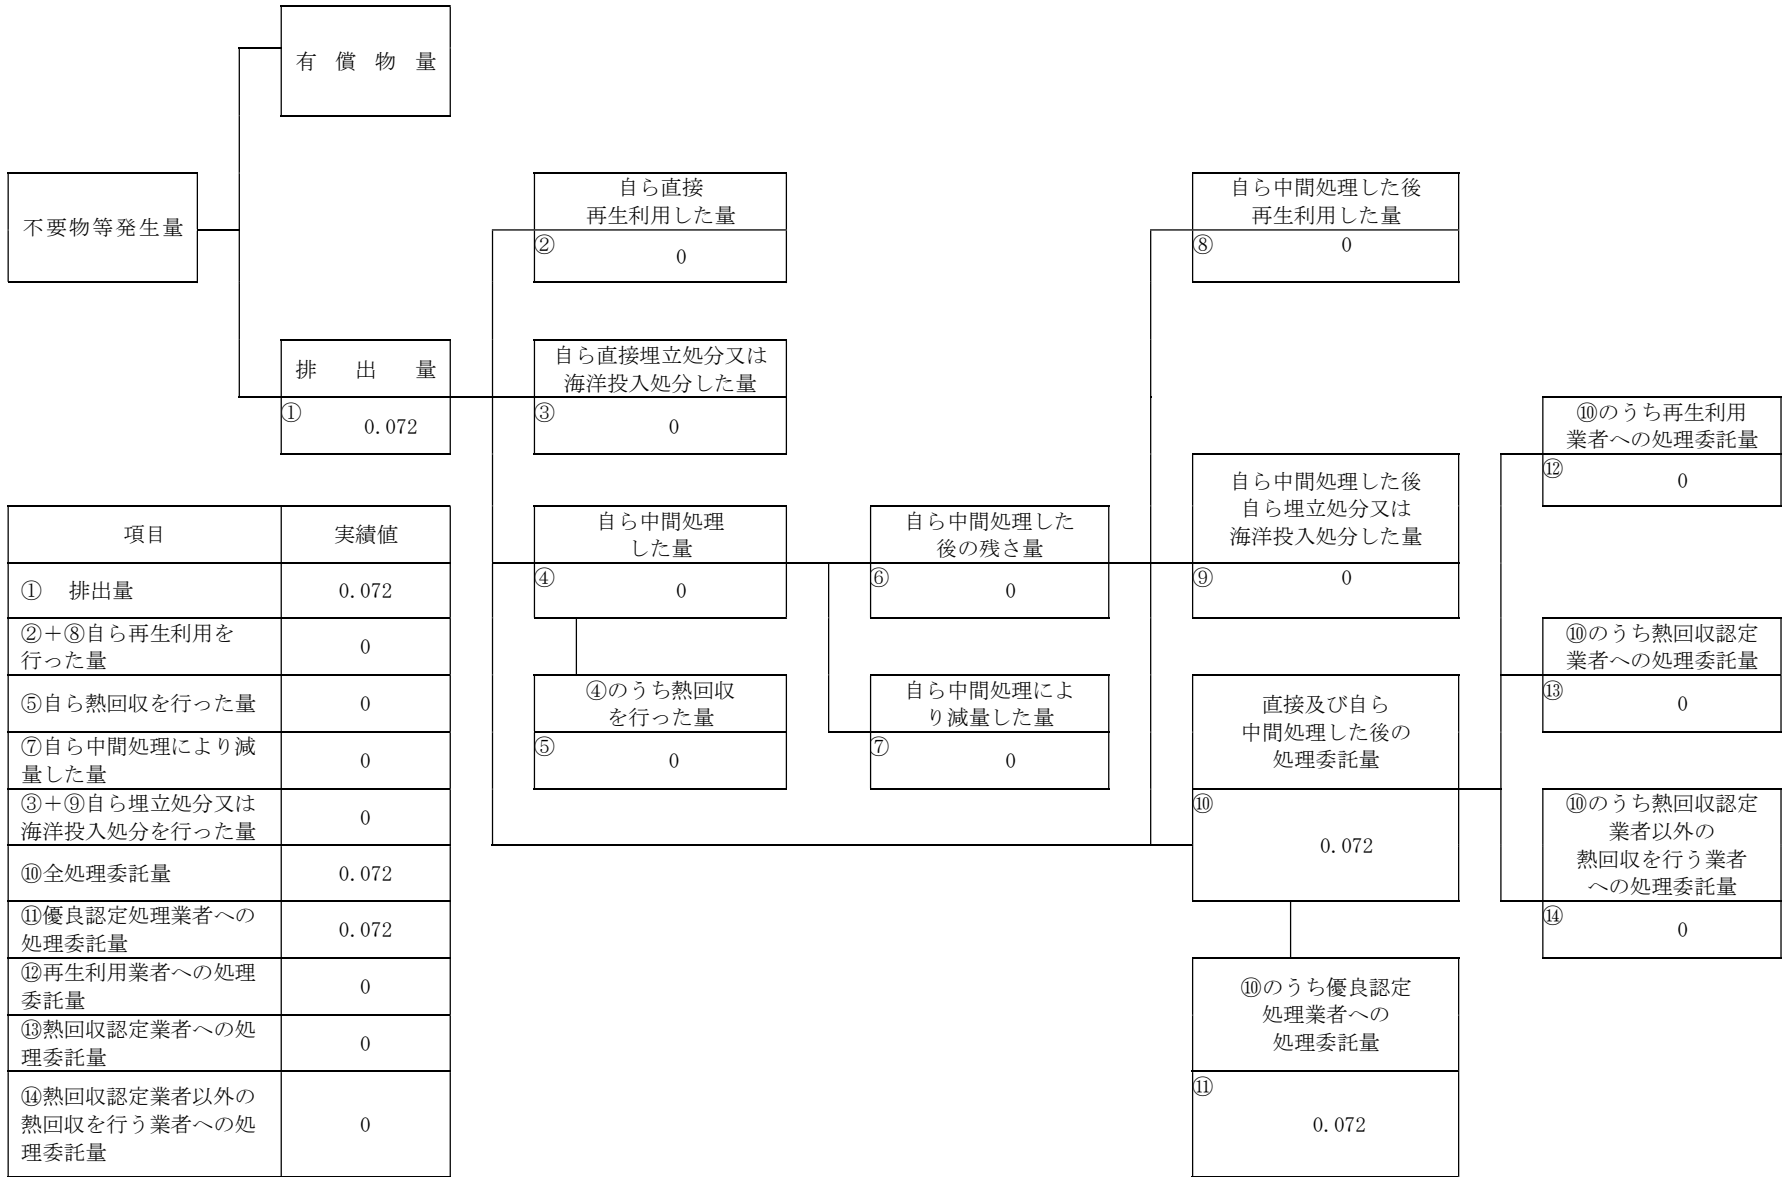 有償物量
不要物等発生量
自ら直接
再生利用した量
②
0
自ら中間処理した後
再生利用した量
⑧
0
排出量
①
0.072
自ら直接埋立処分又は
海洋投入処分した量
③
0
⑩のうち再生利用
業者への処理委託量
⑫
0
自ら中間処理した後
自ら埋立処分又は
海洋投入処分した量
⑨
0
自ら中間処理
した量
④
0
自ら中間処理した
後の残さ量
⑥
0
⑩のうち熱回収認定
業者への処理委託量
⑬
0
④のうち熱回収
を行った量
⑤
0
自ら中間処理によ
り減量した量
⑦
0
直接及び自ら
中間処理した後の
処理委託量
⑩
0.072
⑩のうち熱回収認定
業者以外の
熱回収を行う業者
への処理委託量
⑭
0
⑩のうち優良認定
処理業者への
処理委託量
⑪
0.072
項目 実績値
① 排出量 0.072
②+⑧自ら再生利用を
行った量
0
⑤自ら熱回収を行った量 0
⑦自ら中間処理により減
量した量
0
③+⑨自ら埋立処分又は
海洋投入処分を行った量
0
⑩全処理委託量 0.072
⑪優良認定処理業者への
処理委託量
0.072
⑫再生利用業者への処理
委託量
0
⑬熱回収認定業者への処
理委託量
0
⑭熱回収認定業者以外の
熱回収を行う業者への処
理委託量
0